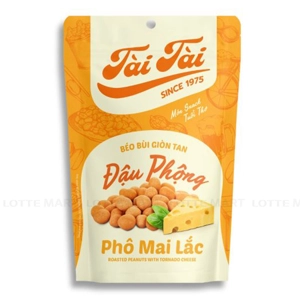 Tài Tài
SINCE 1975
Món Snack
Tuổi Thơ
BÉO BÙI GIÒN TAN
Đậu Phộng
LOTTE MART
Phô Mai Lắc
ROASTED PEANUTS WITH TORNADO CHEESE